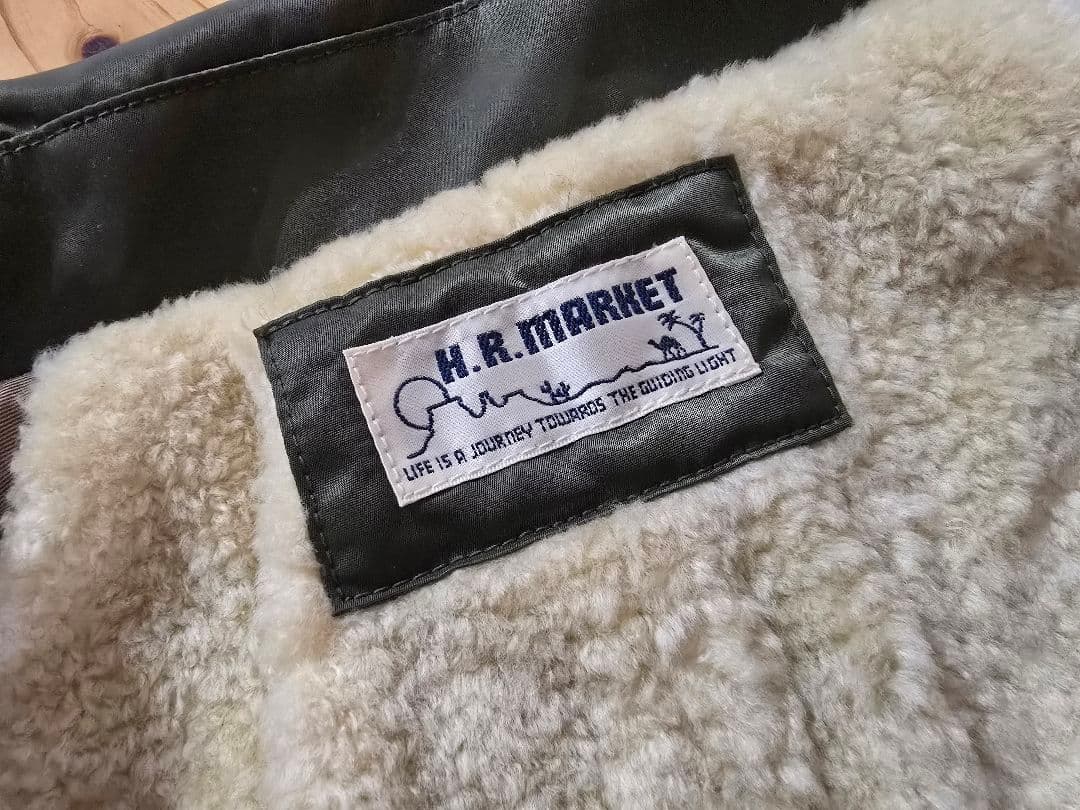 H.R.MARKET
LIFE IS A JOURNEY TOWARDS THE GUIDING LIGHT